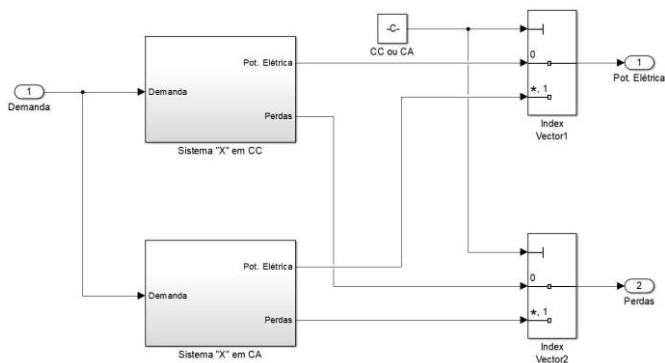 -C-
CC ou CA
Pot. Elétrica
Demanda
Perdas
Sistema "X" em CC
1
Demanda
0
*, 1
Index
Vector1
1
Pot. Elétrica
Pot. Elétrica
Demanda
Perdas
Sistema "X" em CA
0
*, 1
Index
Vector2
2
Perdas